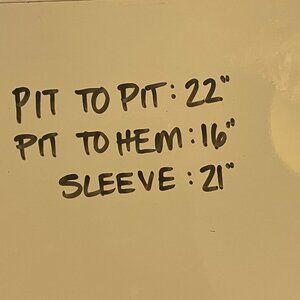 PIT TO PIT: 22"
PIT TO HEM: 16"
SLEEVE: 21"